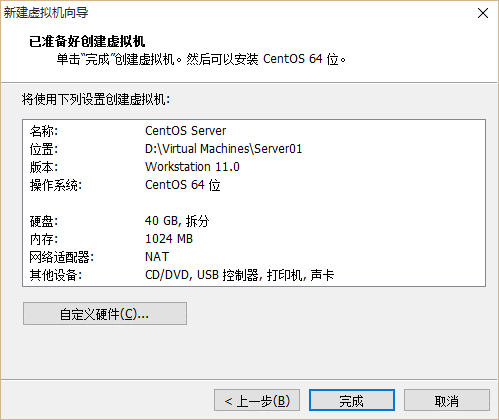 新建虚拟机向导
已准备好创建虚拟机
单击“完成”创建虚拟机。然后可以安装 CentOS 64 位。
将使用下列设置创建虚拟机:
名称: CentOS Server
位置: D:\Virtual Machines\Server01
版本: Workstation 11.0
操作系统: CentOS 64 位
硬盘: 40 GB, 拆分
内存: 1024 MB
网络适配器: NAT
其他设备: CD/DVD, USB 控制器, 打印机, 声卡
自定义硬件(C)...
< 上一步(B) 完成 取消